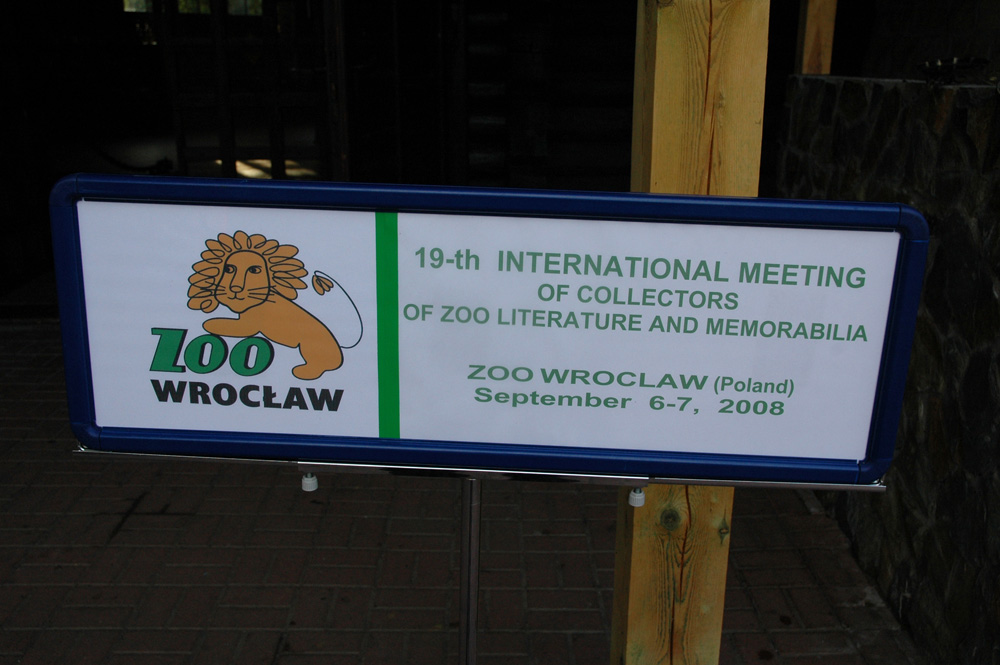 ZOO
WROCŁAW
19-th INTERNATIONAL MEETING
OF COLLECTORS
OF ZOO LITERATURE AND MEMORABILIA
ZOO WROCLAW (Poland)
September 6-7, 2008